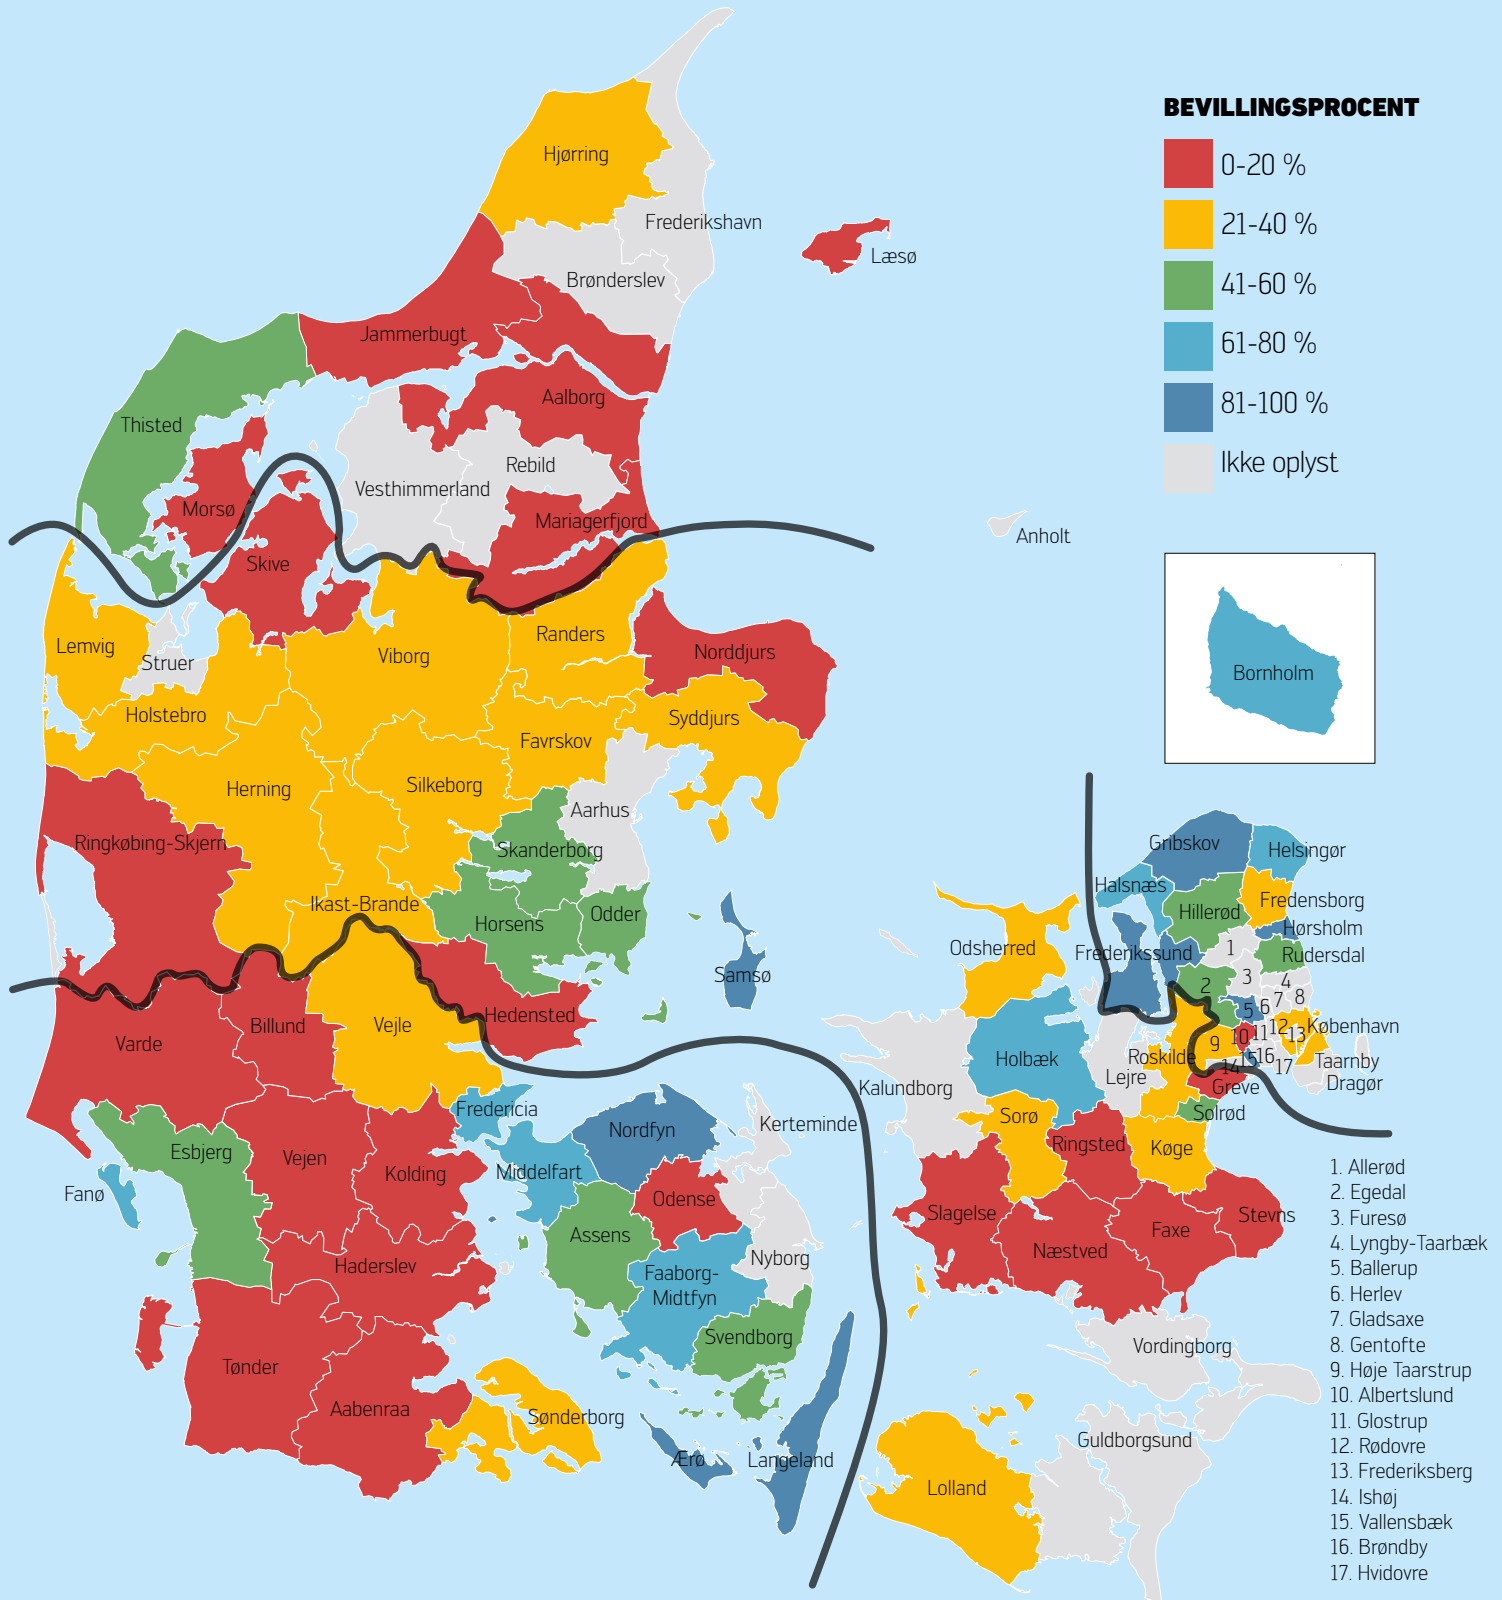 BEVILLINGSPROCENT
0-20 %
21-40 %
41-60 %
61-80 %
81-100 %
Ikke oplyst
Hjørring
Frederikshavn
Læsø
Brønderslev
Jammerbugt
Aalborg
Thisted
Rebild
Vesthimmerland
Morsø
Mariagerfjord
Anholt
Skive
Randers
Lemvig
Viborg
Norddjurs
Struer
Bornholm
Holstebro
Syddjurs
Favrskov
Herning
Silkeborg
Aarhus
Ringkøbing-Skjern
Skanderborg
Gribskov
Helsingør
Halsnæs
Ikast-Brande
Fredensborg
Odder
Hillerød
Horsens
Hørsholm
Odsherred
1
Frederikssund
Rudersdal
Samsø
3
4
2
7
8
6
5
Hedensted
Vejle
Billund
12
København
11
13
10
Varde
9
Holbæk
Roskilde
15
16
Taarnby
14
17
Lejre
Dragør
Kalundborg
Greve
Fredericia
Solrød
Sorø
Kerteminde
Nordfyn
Ringsted
Køge
Esbjerg
Vejen
Middelfart
Kolding
Fanø
Odense
Slagelse
Stevns
Faxe
Assens
Næstved
Nyborg
Haderslev
Faaborg-
Midtfyn
Svendborg
Vordingborg
Tønder
Aabenraa
Sønderborg
Guldborgsund
Ærø
Langeland
Lolland
1. Allerød
2. Egedal
3. Furesø
4. Lyngby-Taarbæk
5. Ballerup
6. Herlev
7. Gladsaxe
8. Gentofte
9. Høje Taarstrup
10. Albertslund
11. Glostrup
12. Rødovre
13. Frederiksberg
14. Ishøj
15. Vallensbæk
16. Brøndby
17. Hvidovre